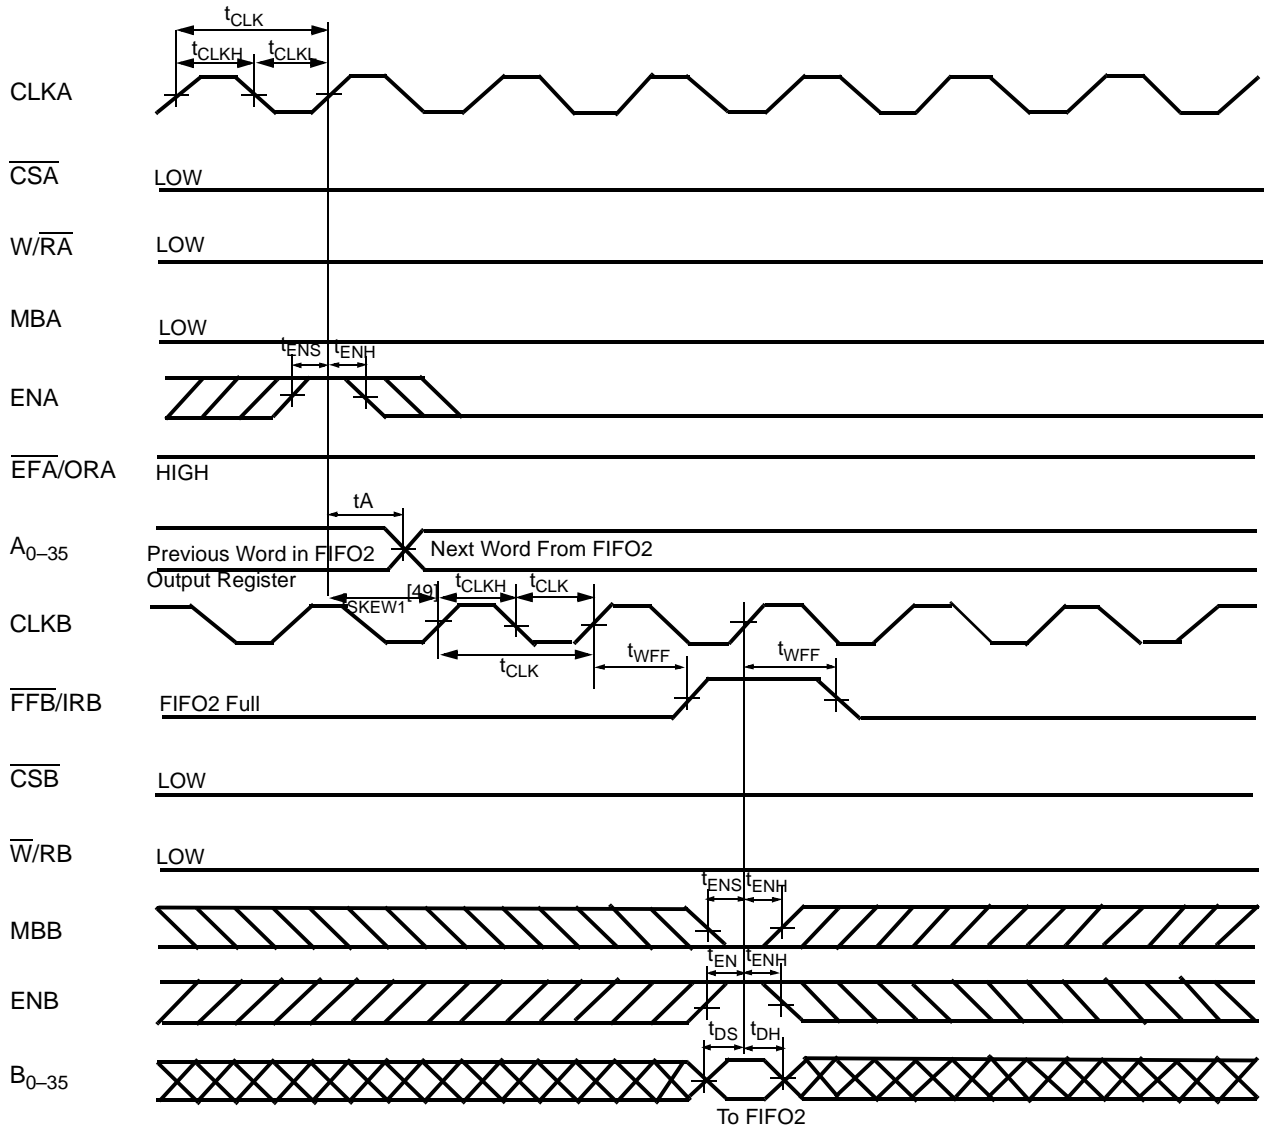 tCLK
tCLKH tCLKL
CLKA
CSA LOW
W/RA LOW
MBA LOW
tENS tENH
ENA
EFA/ORA HIGH
tA
A0–35 Previous Word in FIFO2 Next Word From FIFO2
Output Register
tSKEW1 [49] tCLKH tCLK
CLKB
tCLK tWFF tWFF
FFB/IRB FIFO2 Full
CSB LOW
W/RB LOW
tENS tENH
MBB
tEN tENH
ENB
tDS tDH
B0–35
To FIFO2